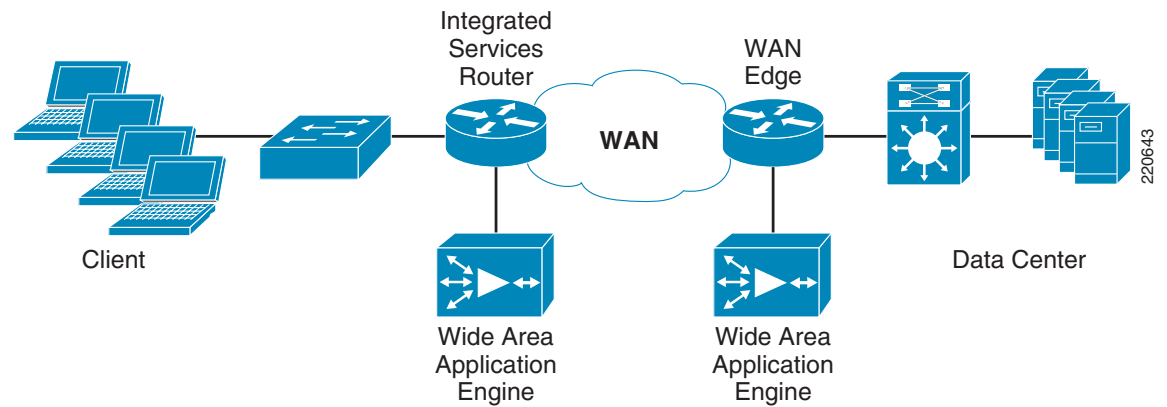 Integrated
Services
Router
WAN
Edge
WAN
220643
Client
Data Center
Wide Area
Application
Engine
Wide Area
Application
Engine